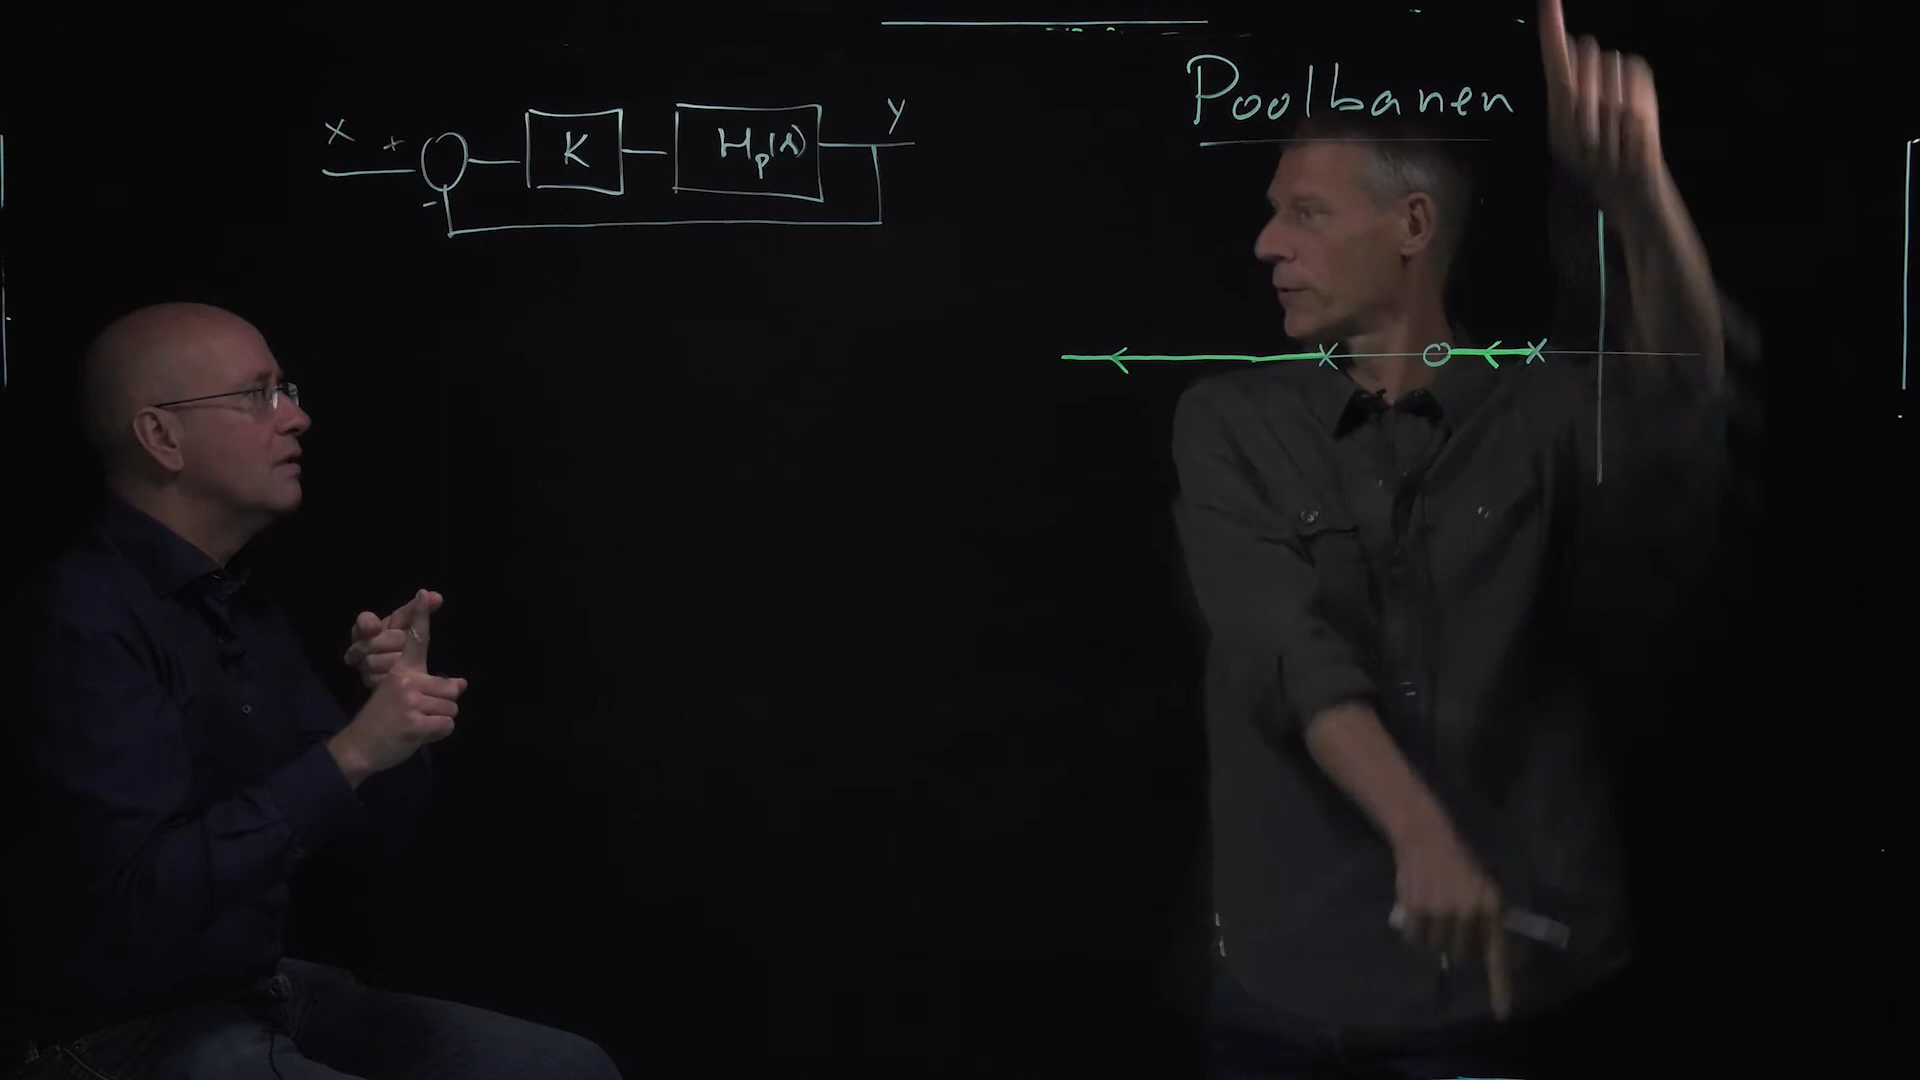 Poolbanen
x + K Hp(s) y
-